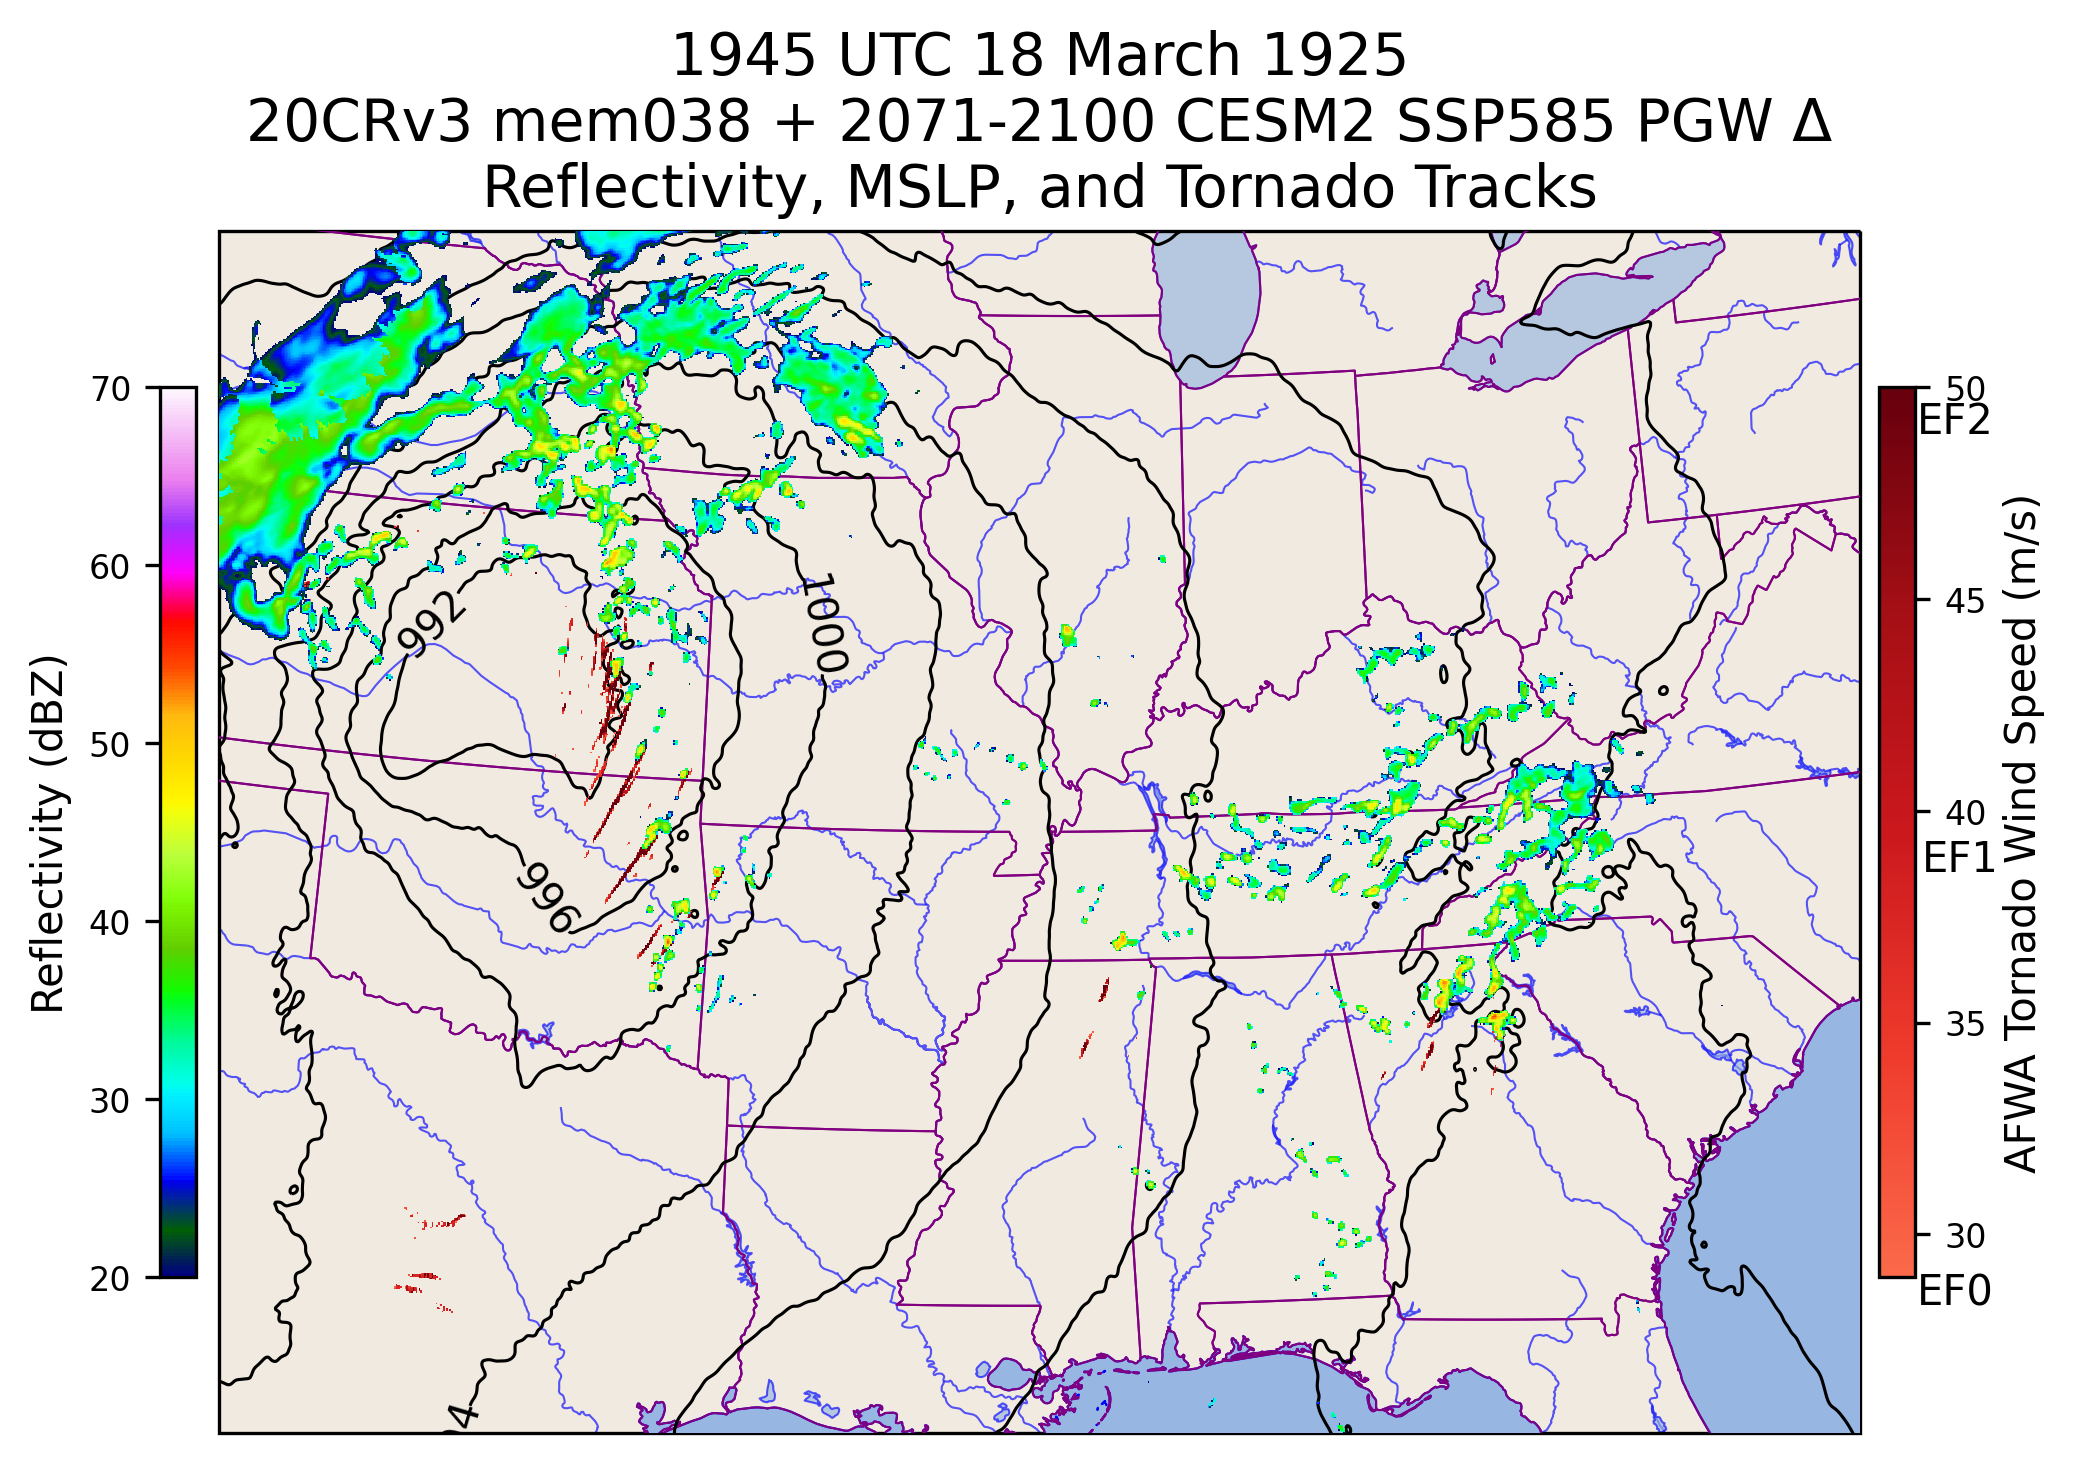 1945 UTC 18 March 1925
20CRv3 mem038 + 2071-2100 CESM2 SSP585 PGW Δ
Reflectivity, MSLP, and Tornado Tracks
Reflectivity (dBZ)
70
60
50
40
30
20
992
1000
996
4
50
EF2
45
40
EF1
35
30
EF0
AFWA Tornado Wind Speed (m/s)